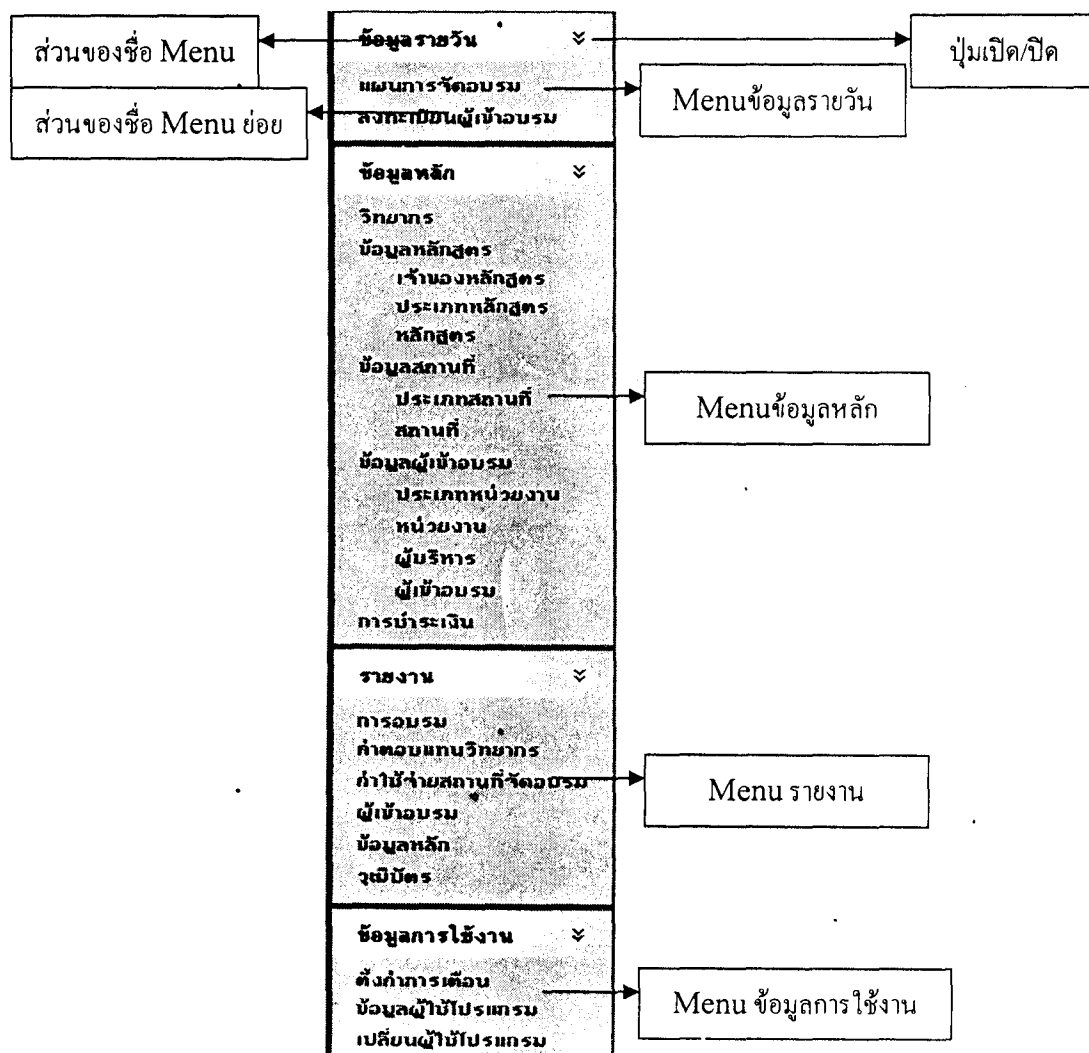 ส่วนของชื่อ Menu
ข้อมูลรายวัน
ปุ่มเปิด/ปิด
แผนการจัดอบรม
Menuข้อมูลรายวัน
ส่วนของชื่อ Menu ย่อย
ลงทะเบียนผู้เข้าอบรม
ข้อมูลหลัก
วิทยากร
ข้อมูลหลักสูตร
เจ้าของหลักสูตร
ประเภทหลักสูตร
หลักสูตร
ข้อมูลสถานที่
ประเภทสถานที่
Menuข้อมูลหลัก
สถานที่
ข้อมูลผู้เข้าอบรม
ประเภทหน่วยงาน
หน่วยงาน
ผู้บริหาร
ผู้เข้าอบรม
การชำระเงิน
รายงาน
การอบรม
ค่าตอบแทนวิทยากร
ค่าใช้จ่ายสถานที่จัดอบรม
Menu รายงาน
ผู้เข้าอบรม
ข้อมูลหลัก
วุฒิบัตร
ข้อมูลการใช้งาน
ตั้งค่าการเตือน
Menu ข้อมูลการใช้งาน
ข้อมูลผู้ใช้โปรแกรม
เปลี่ยนผู้ใช้โปรแกรม